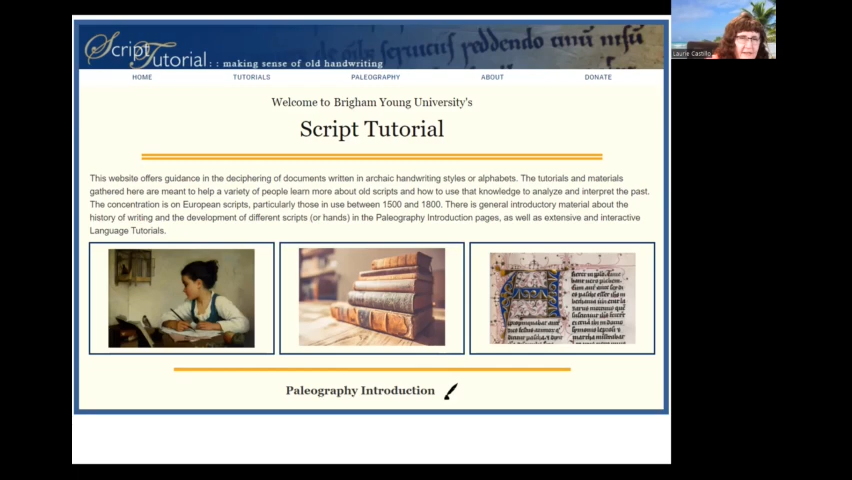 Script Tutorial : : making sense of old handwriting
Laurie Castillo
HOME TUTORIALS PALEOGRAPHY ABOUT DONATE
Welcome to Brigham Young University's
Script Tutorial
This website offers guidance in the deciphering of documents written in archaic handwriting styles or alphabets. The tutorials and materials
gathered here are meant to help a variety of people learn more about old scripts and how to use that knowledge to analyze and interpret the past.
The concentration is on European scripts, particularly those in use between 1500 and 1800. There is general introductory material about the
history of writing and the development of different scripts (or hands) in the Paleography Introduction pages, as well as extensive and interactive
Language Tutorials.
Paleography Introduction